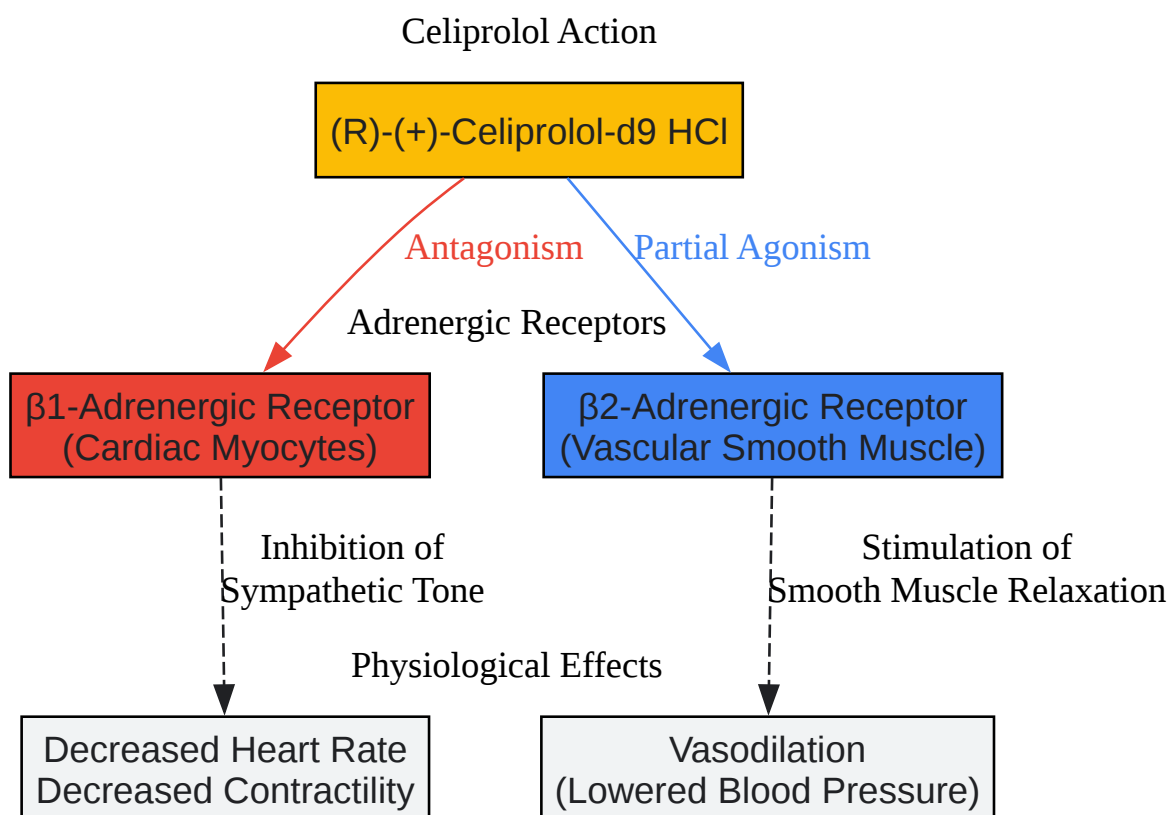 Celiprolol Action
(R)-(+)-Celiprolol-d9 HCl
Antagonism
Partial Agonism
Adrenergic Receptors
β1-Adrenergic Receptor
(Cardiac Myocytes)
β2-Adrenergic Receptor
(Vascular Smooth Muscle)
Inhibition of
Sympathetic Tone
Stimulation of
Smooth Muscle Relaxation
Physiological Effects
Decreased Heart Rate
Decreased Contractility
Vasodilation
(Lowered Blood Pressure)